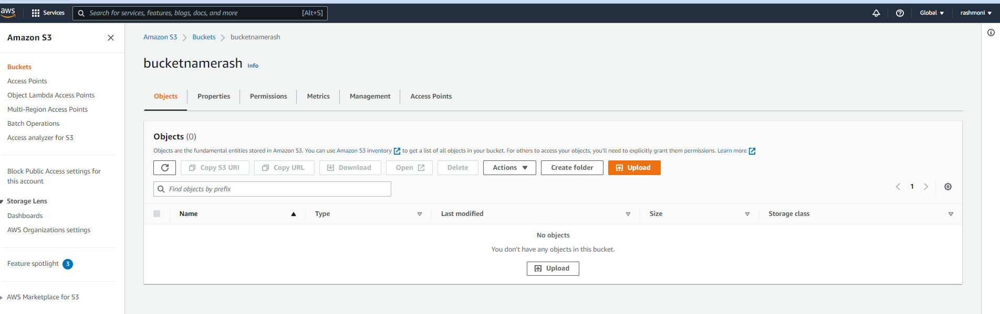 aws
Services
Search for services, features, blogs, docs, and more [Alt+S]
Global
rashmoni
Amazon S3
Buckets
Access Points
Object Lambda Access Points
Multi-Region Access Points
Batch Operations
Access analyzer for S3
Block Public Access settings for
this account
Storage Lens
Dashboards
AWS Organizations settings
Feature spotlight 3
AWS Marketplace for S3
Amazon S3 Buckets bucketnamerash
bucketnamerash Info
Objects Properties Permissions Metrics Management Access Points
Objects (0)
Objects are the fundamental entities stored in Amazon S3. You can use Amazon S3 inventory to get a list of all objects in your bucket. For others to access your objects, you'll need to explicitly grant them permissions. Learn more
Copy S3 URI Copy URL Download Open Delete Actions Create folder Upload
Find objects by prefix
1
Name Type Last modified Size Storage class
No objects
You don't have any objects in this bucket.
Upload